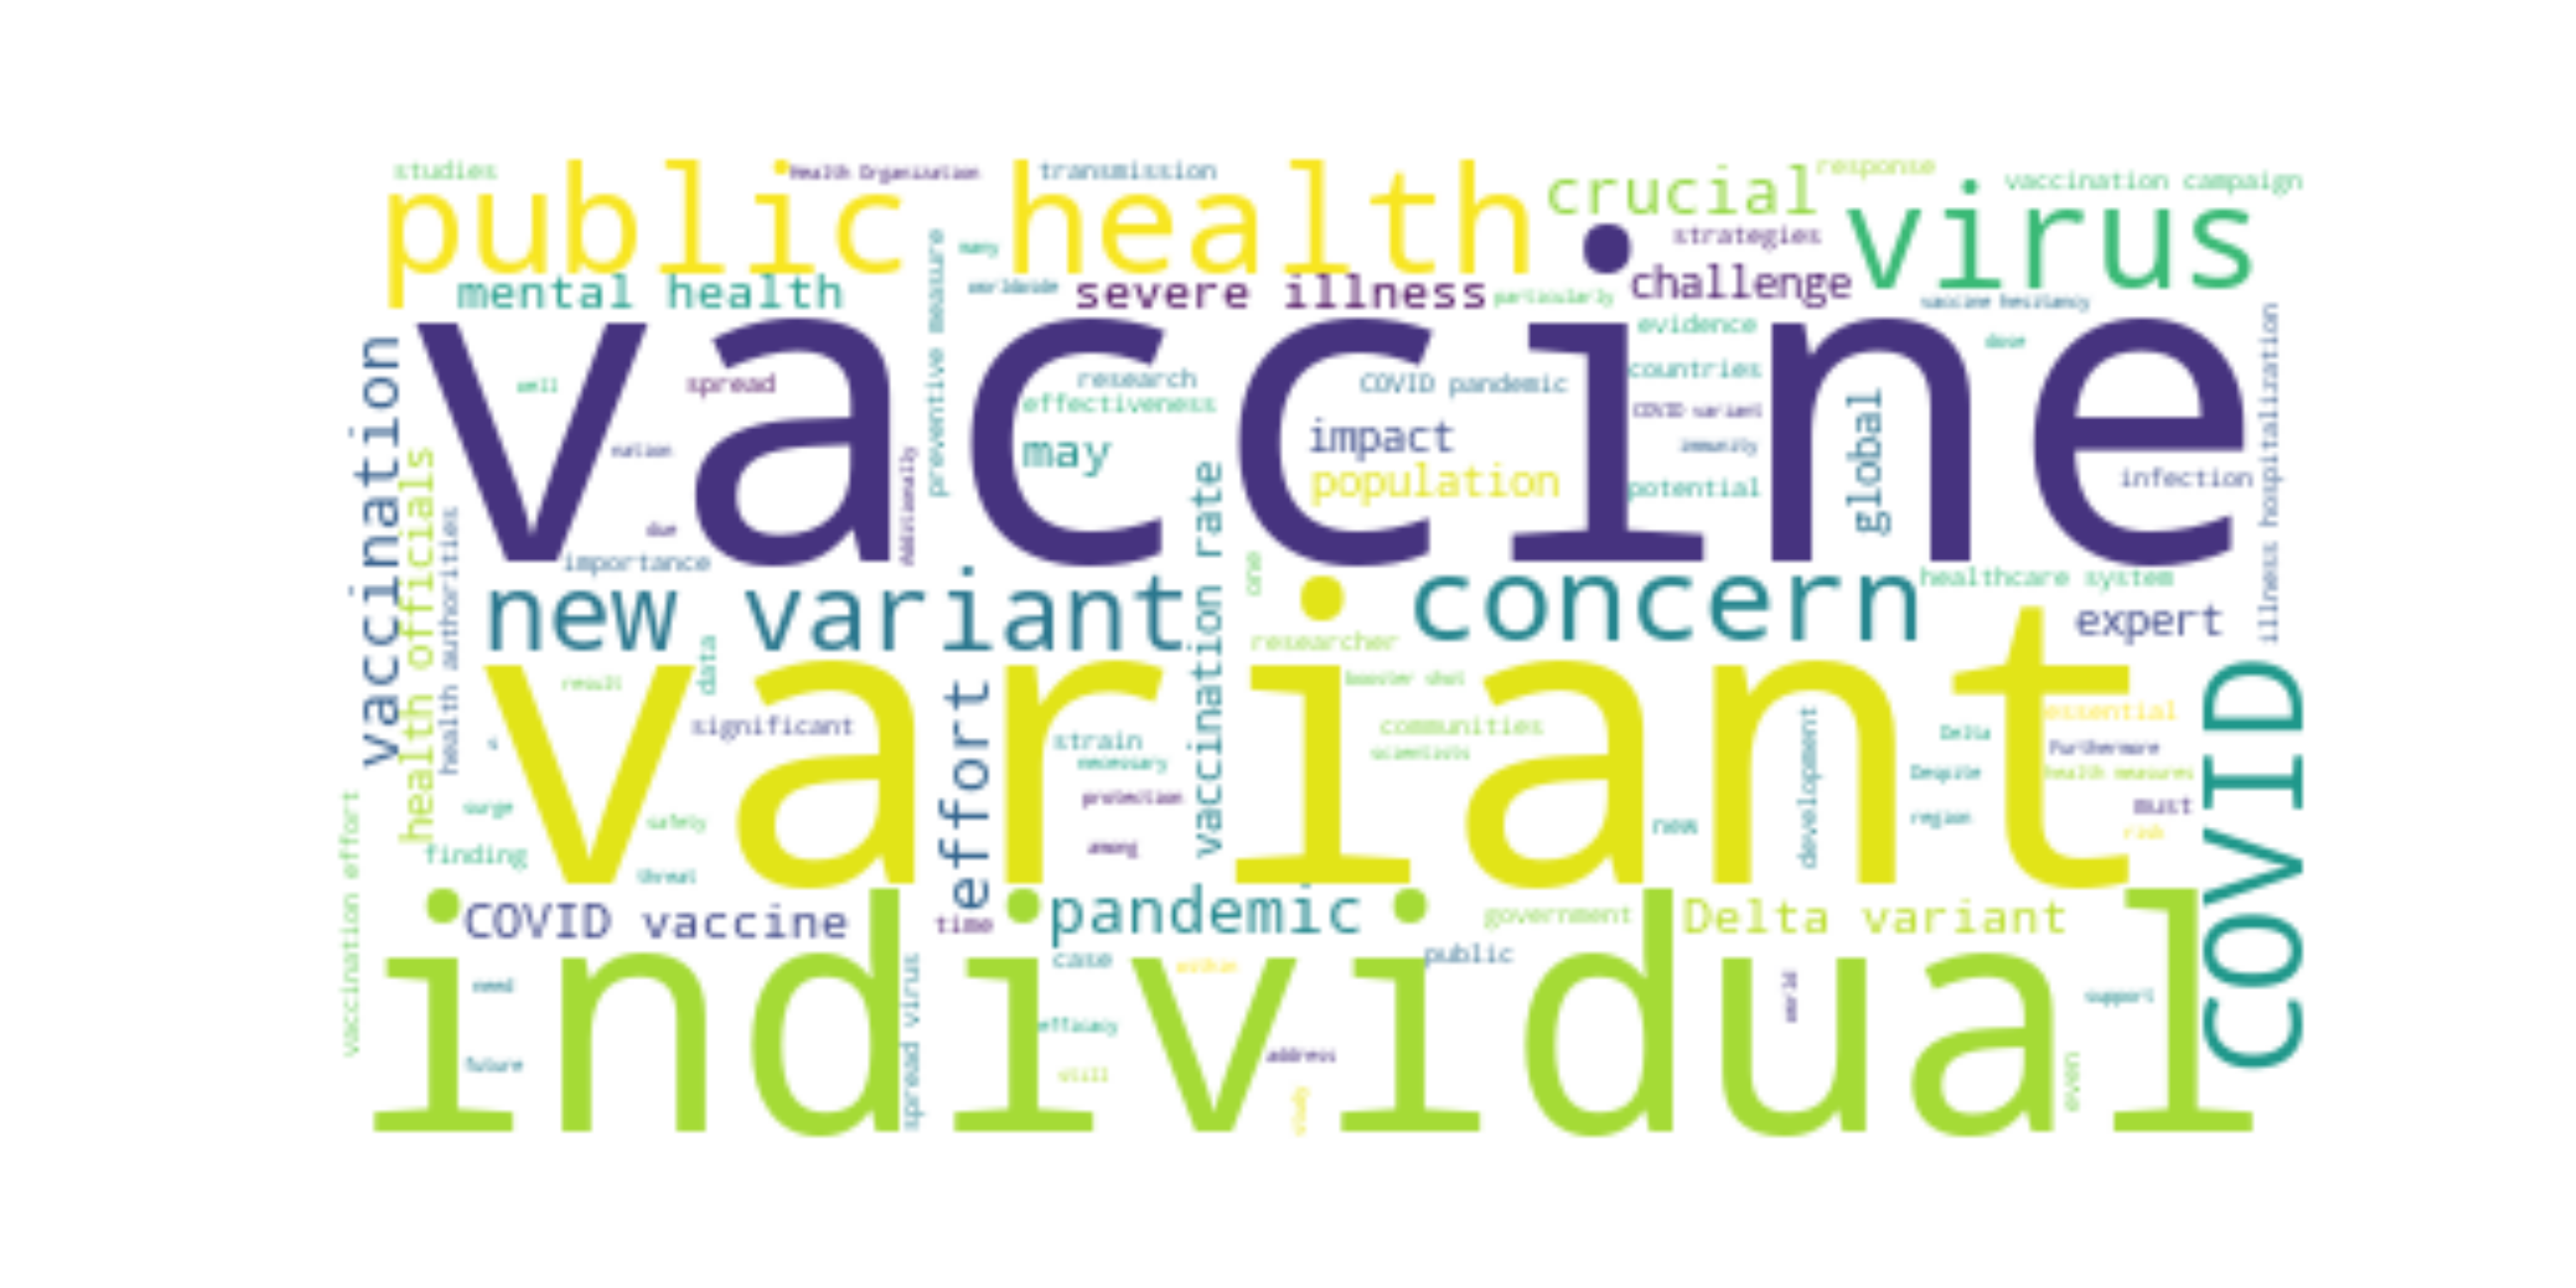 studies
Health Organization
transmission
response
vaccination campaign
public health
crucial
virus
strategies
many
preventive measure
mental health
worldwide
severe illness
particularly
challenge
vaccine hesitancy
vaccine
evidence
dose
illness hospitalization
vaccination
well
spread
research
COVID pandemic
countries
effectiveness
COVID variant
global
nation
may
impact
immunity
population
potential
infection
health officials
Additionally
vaccination rate
health authorities
due
importance
one
healthcare system
new variant
concern
expert
researcher
data
variant
result
booster shot
essential
COVID
effort
significant
strain
communities
development
Delta
Furthermore
s
necessary
scientists
Despite
health measures
surge
protection
must
safety
new
region
risk
finding
among
threat
vaccination effort
COVID vaccine
time
pandemic
government
Delta variant
individual
case
within
public
need
spread virus
world
support
efficacy
future
still
address
study
even